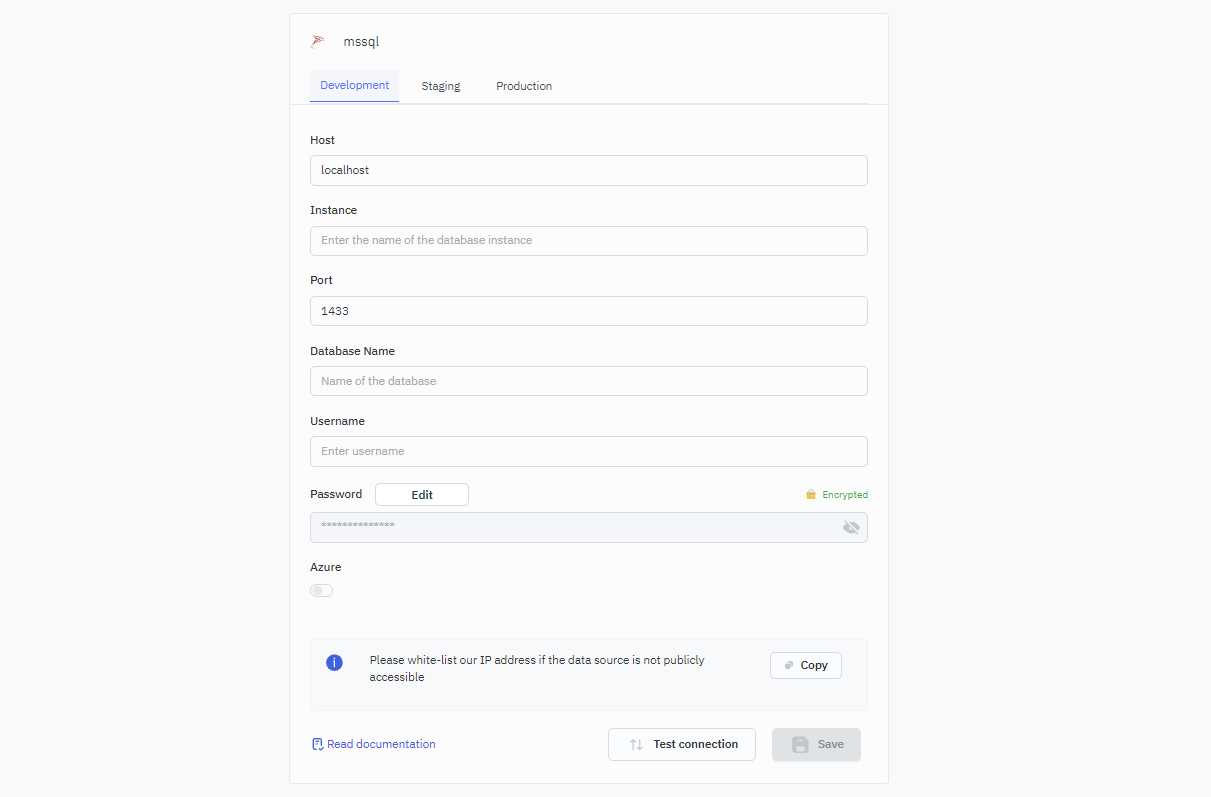 mssql
Development Staging Production
Host
localhost
Instance
Enter the name of the database instance
Port
1433
Database Name
Name of the database
Username
Enter username
Password Edit Encrypted
**************
Azure
Please white-list our IP address if the data source is not publicly
accessible
Copy
Read documentation Test connection Save